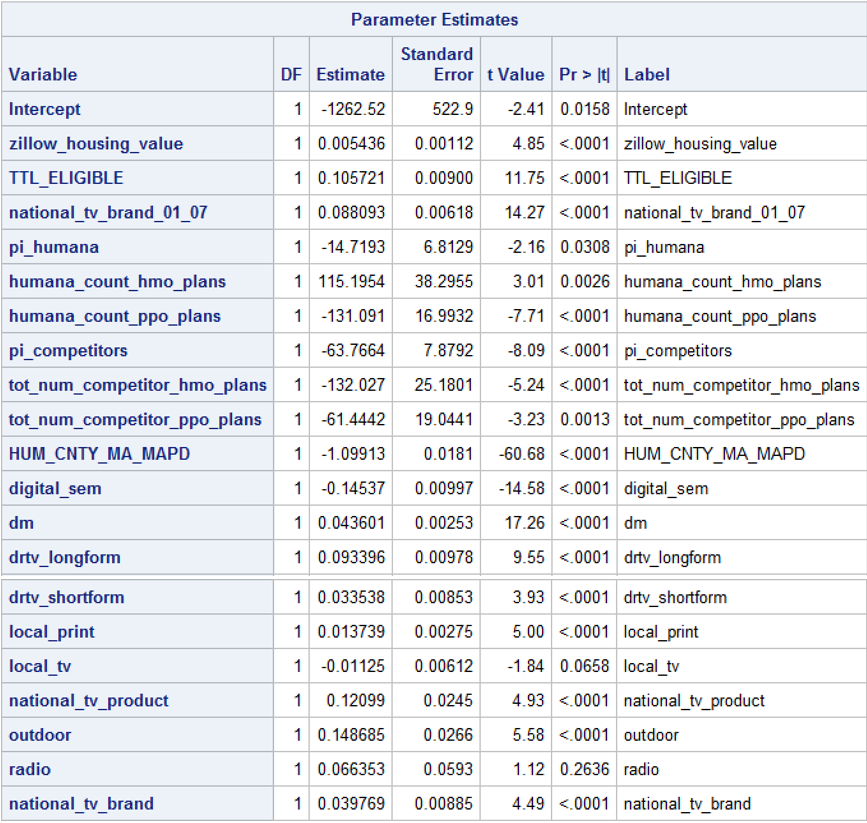 Parameter Estimates
Variable DF Estimate Standard Error t Value Pr > |t| Label
Intercept 1 -1262.52 522.9 -2.41 0.0158 Intercept
zillow_housing_value 1 0.005436 0.00112 4.85 <.0001 zillow_housing_value
TTL_ELIGIBLE 1 0.105721 0.00900 11.75 <.0001 TTL_ELIGIBLE
national_tv_brand_01_07 1 0.088093 0.00618 14.27 <.0001 national_tv_brand_01_07
pi_humana 1 -14.7193 6.8129 -2.16 0.0308 pi_humana
humana_count_hmo_plans 1 115.1954 38.2955 3.01 0.0026 humana_count_hmo_plans
humana_count_ppo_plans 1 -131.091 16.9932 -7.71 <.0001 humana_count_ppo_plans
pi_competitors 1 -63.7664 7.8792 -8.09 <.0001 pi_competitors
tot_num_competitor_hmo_plans 1 -132.027 25.1801 -5.24 <.0001 tot_num_competitor_hmo_plans
tot_num_competitor_ppo_plans 1 -61.4442 19.0441 -3.23 0.0013 tot_num_competitor_ppo_plans
HUM_CNTY_MA_MAPD 1 -1.09913 0.0181 -60.68 <.0001 HUM_CNTY_MA_MAPD
digital_sem 1 -0.14537 0.00997 -14.58 <.0001 digital_sem
dm 1 0.043601 0.00253 17.26 <.0001 dm
drtv_longform 1 0.093396 0.00978 9.55 <.0001 drtv_longform
drtv_shortform 1 0.033538 0.00853 3.93 <.0001 drtv_shortform
local_print 1 0.013739 0.00275 5.00 <.0001 local_print
local_tv 1 -0.01125 0.00612 -1.84 0.0658 local_tv
national_tv_product 1 0.12099 0.0245 4.93 <.0001 national_tv_product
outdoor 1 0.148685 0.0266 5.58 <.0001 outdoor
radio 1 0.066353 0.0593 1.12 0.2636 radio
national_tv_brand 1 0.039769 0.00885 4.49 <.0001 national_tv_brand